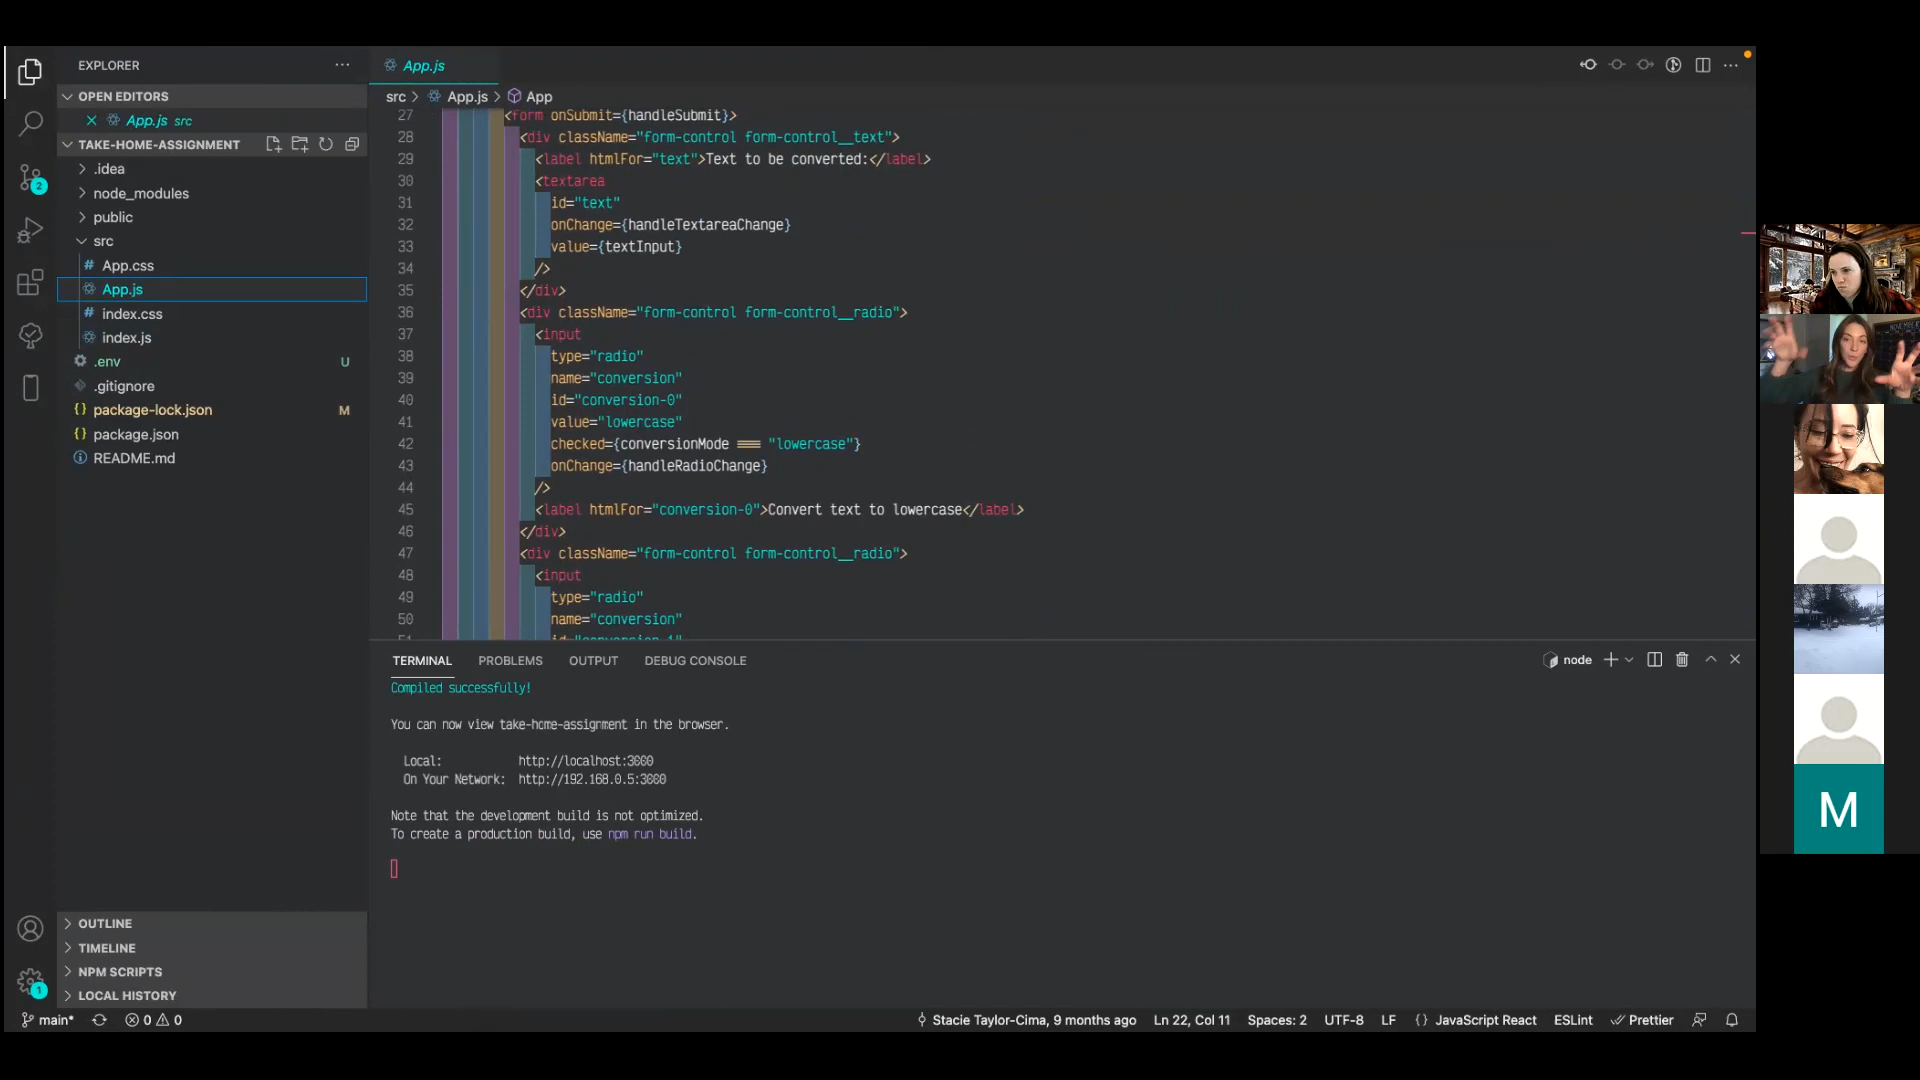 EXPLORER
OPEN EDITORS
App.js src
TAKE-HOME-ASSIGNMENT
.idea
node_modules
public
src
App.css
App.js
index.css
index.js
.env U
.gitignore
package-lock.json M
package.json
README.md
OUTLINE
TIMELINE
NPM SCRIPTS
LOCAL HISTORY
2
1
App.js
src > App.js > App
27 <form onSubmit={handleSubmit}>
28 <div className="form-control form-control__text">
29 <label htmlFor="text">Text to be converted:</label>
30 <textarea
31 id="text"
32 onChange={handleTextareaChange}
33 value={textInput}
34 />
35 </div>
36 <div className="form-control form-control__radio">
37 <input
38 type="radio"
39 name="conversion"
40 id="conversion-0"
41 value="lowercase"
42 checked={conversionMode === "lowercase"}
43 onChange={handleRadioChange}
44 />
45 <label htmlFor="conversion-0">Convert text to lowercase</label>
46 </div>
47 <div className="form-control form-control__radio">
48 <input
49 type="radio"
50 name="conversion"
51 id="conversion-1"
TERMINAL PROBLEMS OUTPUT DEBUG CONSOLE
node
Compiled successfully!
You can now view take-home-assignment in the browser.
Local: http://localhost:3000
On Your Network: http://192.168.0.5:3000
Note that the development build is not optimized.
To create a production build, use npm run build.
main* 0 0
Stacie Taylor-Cima, 9 months ago Ln 22, Col 11 Spaces: 2 UTF-8 LF {} JavaScript React ESLint Prettier
M